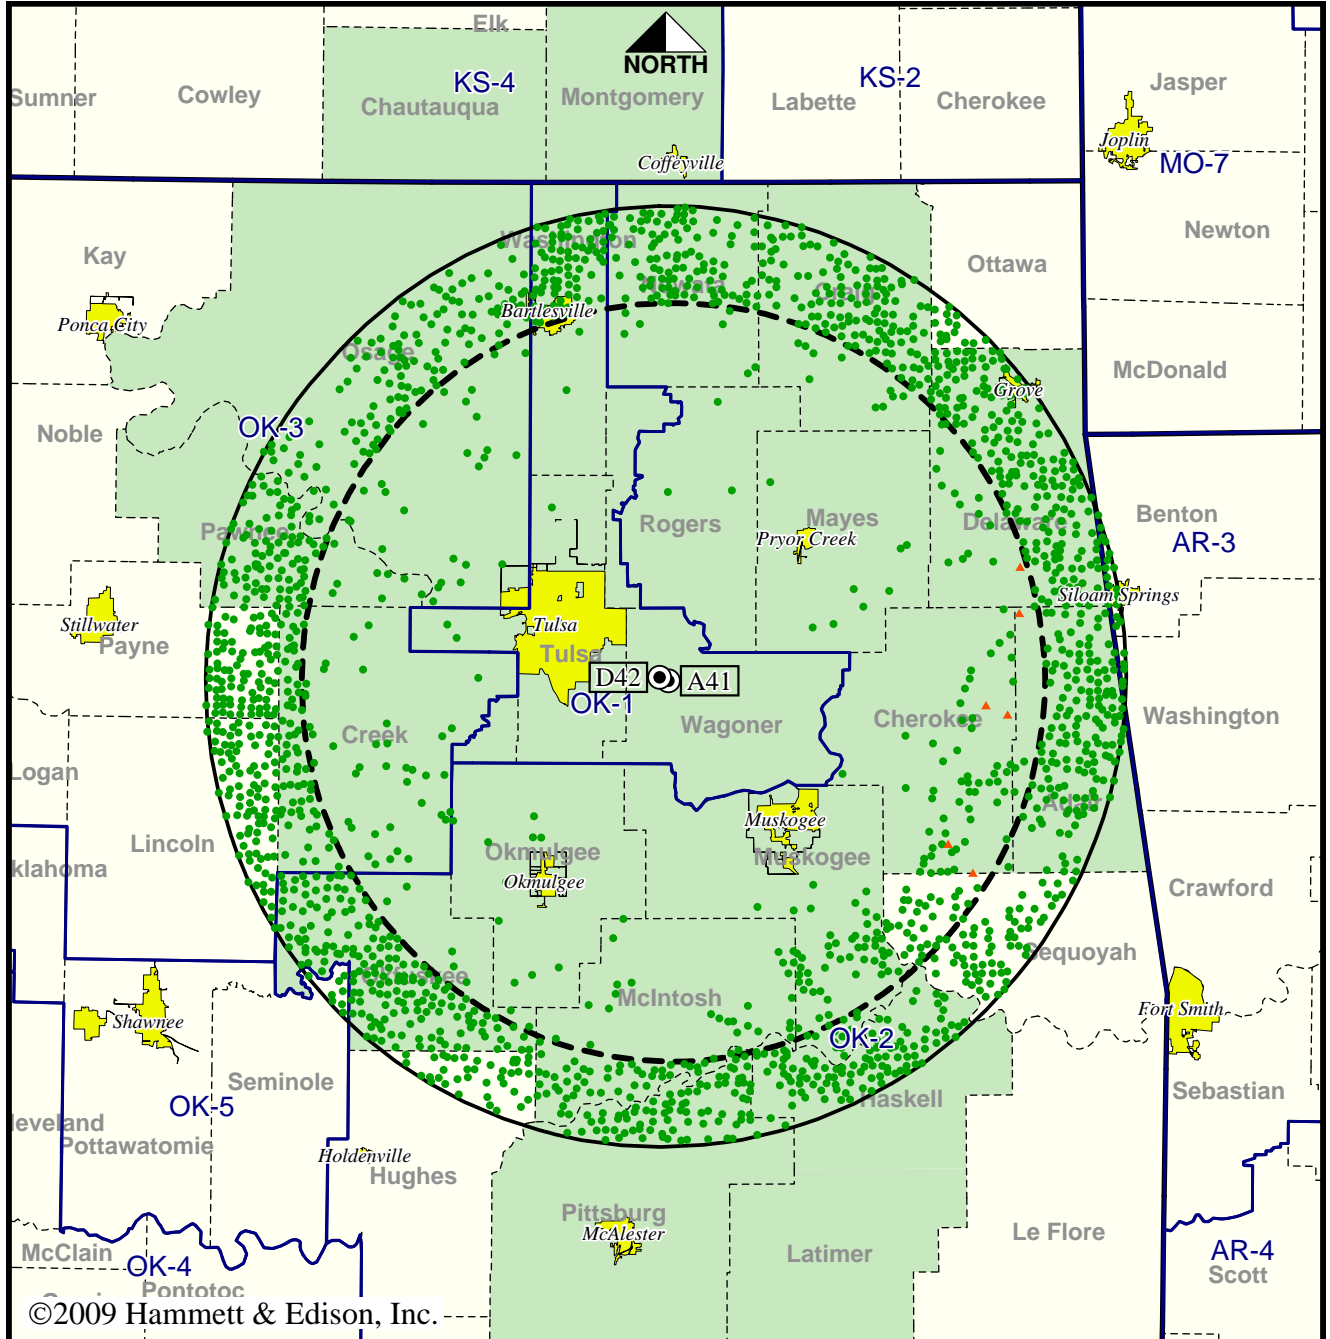 Elk
NORTH
KS-4
KS-2
Sumner
Cowley
Chautauqua
Montgomery
Labette
Cherokee
Jasper
Joplin
Coffeyville
MO-7
Newton
Washington
Kay
Ottawa
Nowata
Craig
Ponca City
Bartlesville
Osage
McDonald
Grove
OK-3
Noble
Rogers
Mayes
Delaware
Benton
Pawnee
Pryor Creek
AR-3
Siloam Springs
Stillwater
Payne
Tulsa
Tulsa
D42
A41
OK-1
Wagoner
Cherokee
Washington
Creek
Logan
Adair
Muskogee
Lincoln
Okmulgee
Muskogee
klahoma
Okmulgee
Crawford
Sequoyah
Okfuskee
McIntosh
Fort Smith
Shawnee
OK-2
Seminole
Sebastian
OK-5
Haskell
leveland
Pottawatomie
Holdenville
Hughes
Pittsburg
McAlester
Le Flore
McClain
Latimer
AR-4
OK-4
Scott
Pontotoc
©2009 Hammett & Edison, Inc.